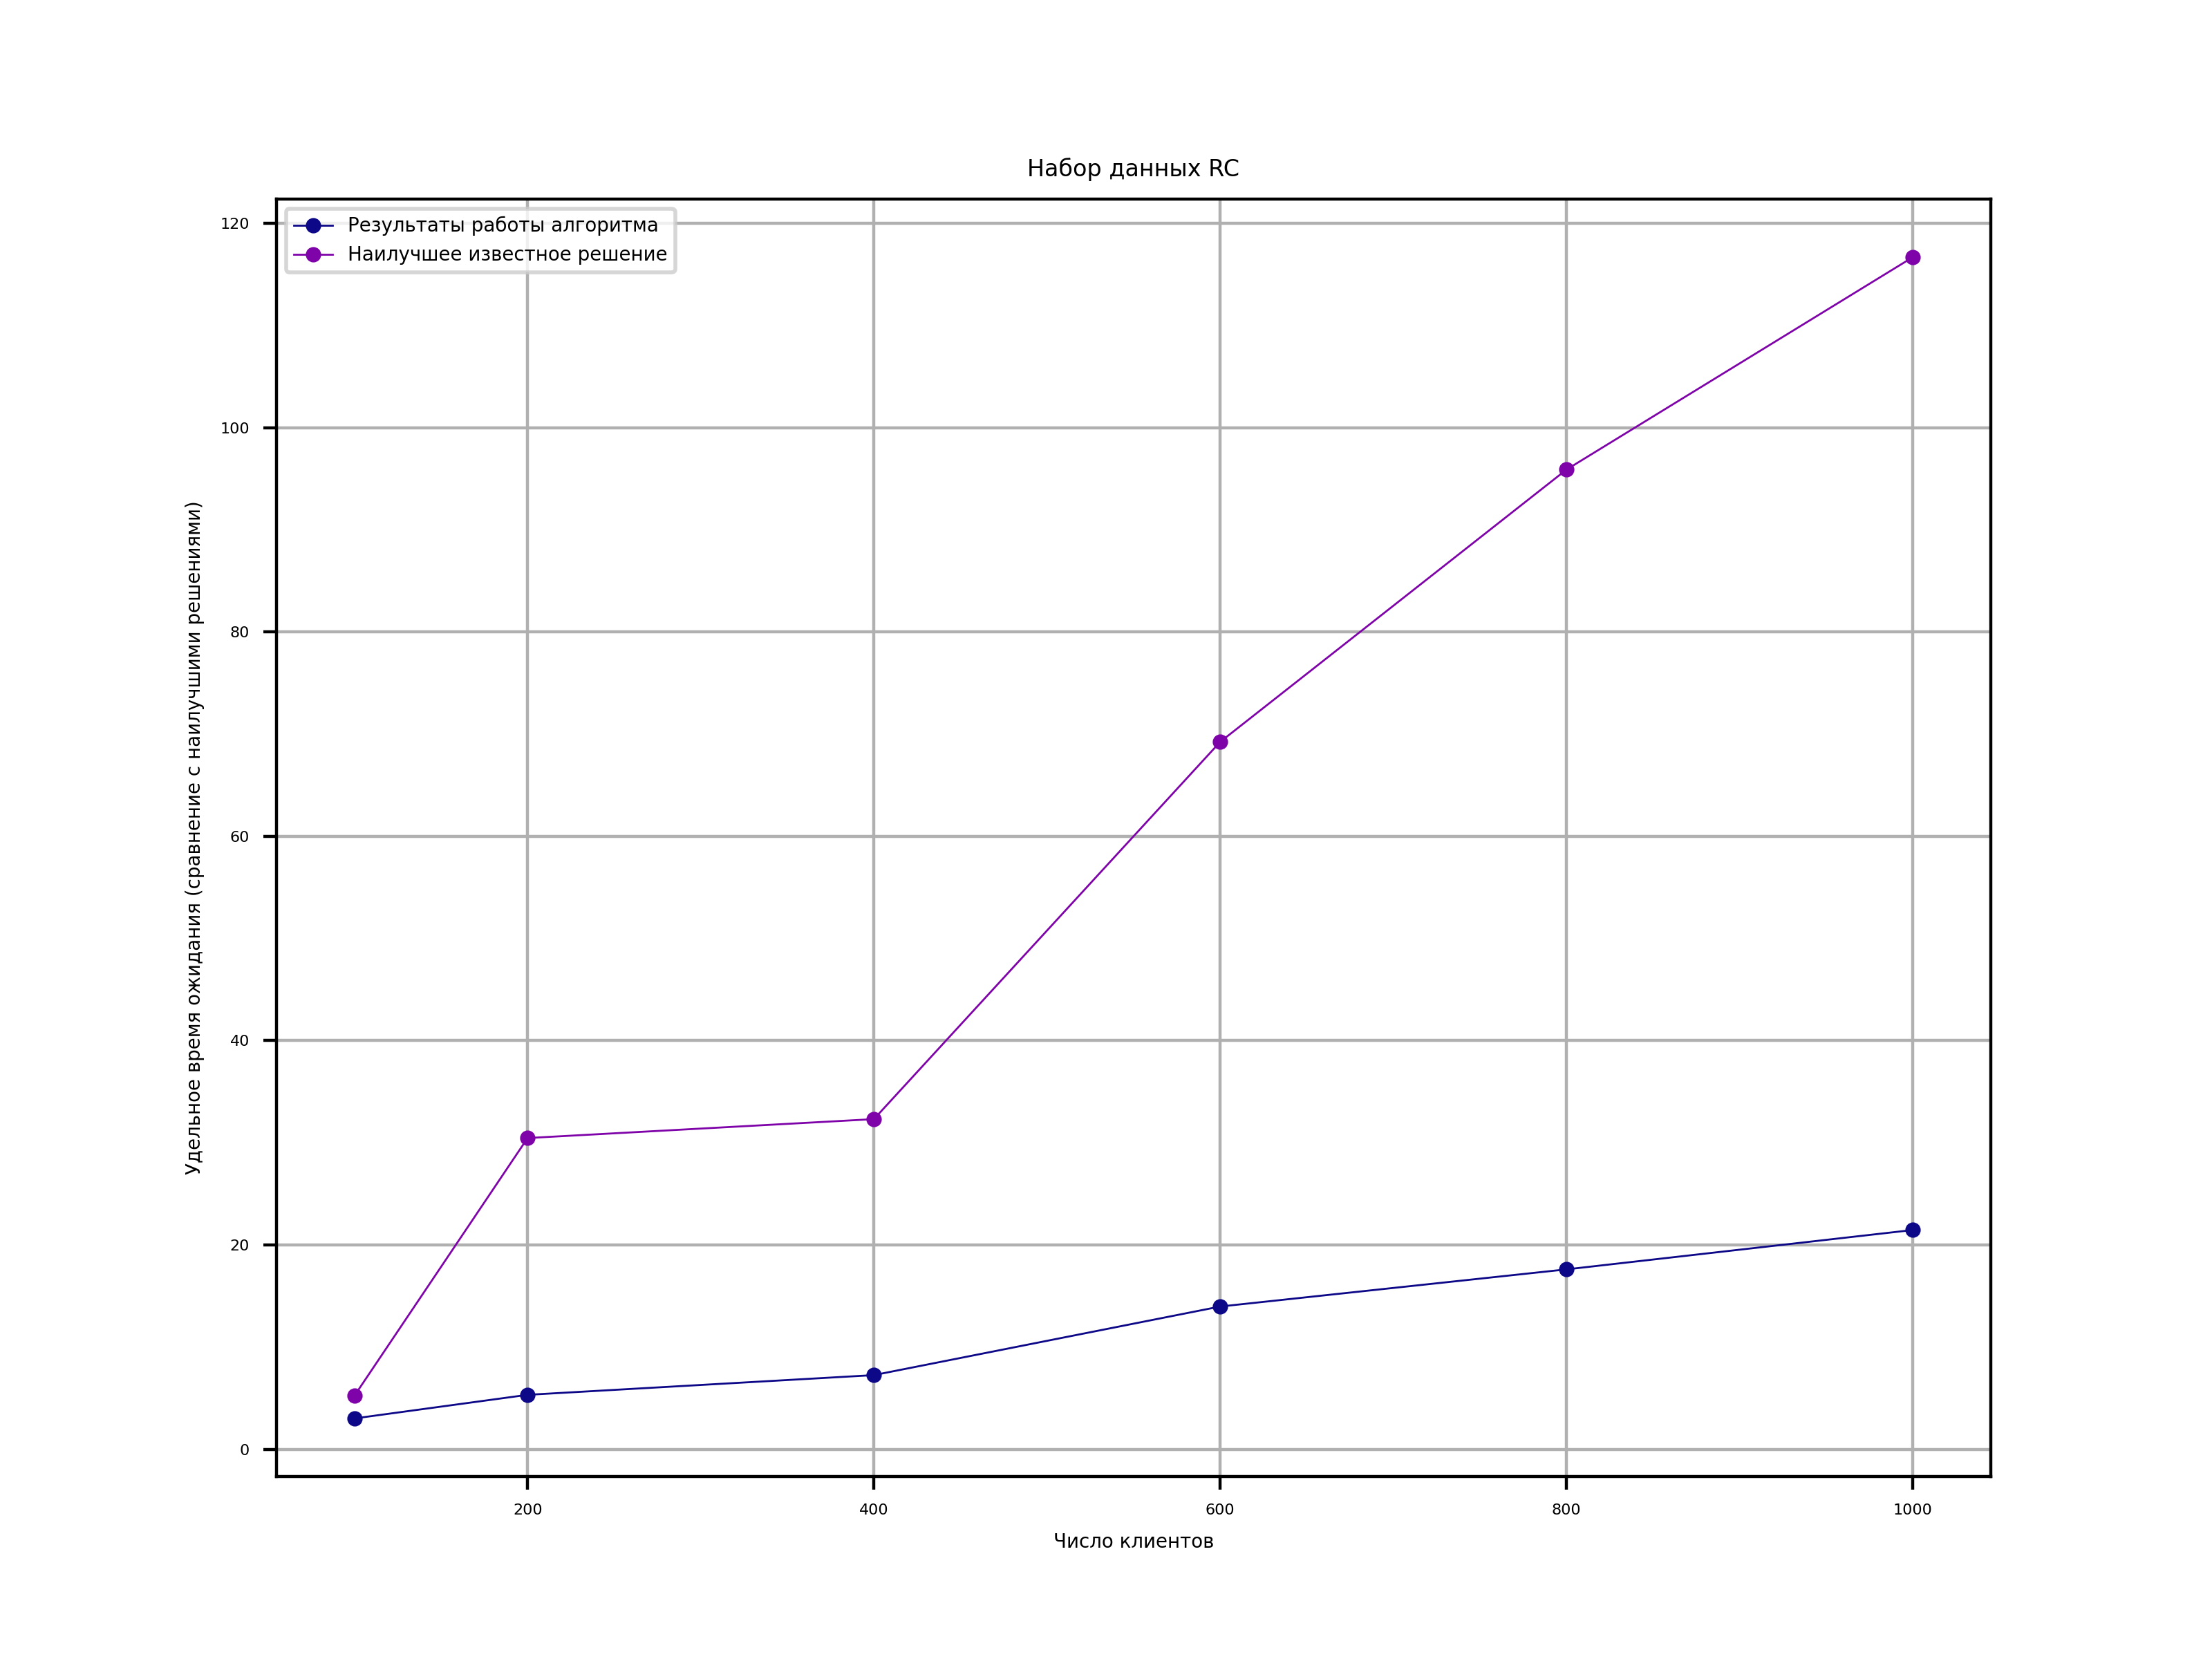 Набор данных RC
Результаты работы алгоритма
Наилучшее известное решение
Удельное время ожидания (сравнение с наилучшими решениями)
120
100
80
60
40
20
0
200 400 600 800 1000
Число клиентов